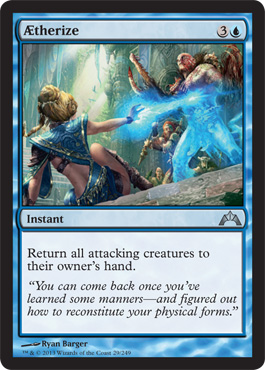 Ætherize 3
Instant
Return all attacking creatures to
their owner's hand.
"You can come back once you've
learned some manners—and figured out
how to reconstitute your physical forms."
Ryan Barger
™ & © 2013 Wizards of the Coast 29/249